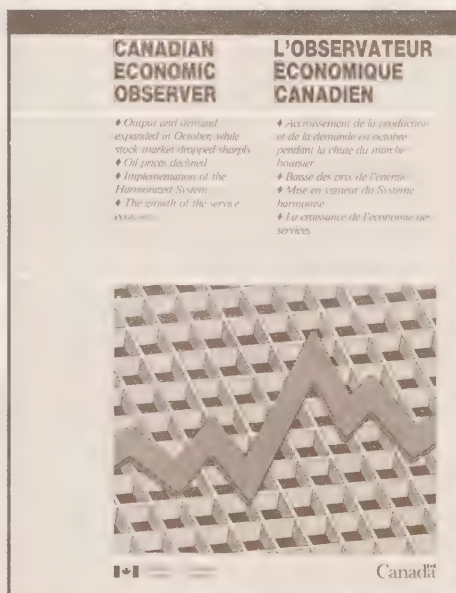 CANADIAN
ECONOMIC
OBSERVER
♦ Output and demand
expanded in October, while
stock market dropped sharply
♦ Oil prices declined
♦ Implementation of the
Harmonized System
♦ The growth of the service
economy
L'OBSERVATEUR
ÉCONOMIQUE
CANADIEN
♦ Accroissement de la production
et de la demande en octobre
pendant la chute du marché
boursier
♦ Baisse des prix de l'énergie
♦ Mise en vigueur du Système
harmonisé
♦ La croissance de l'économie des
services
Canada